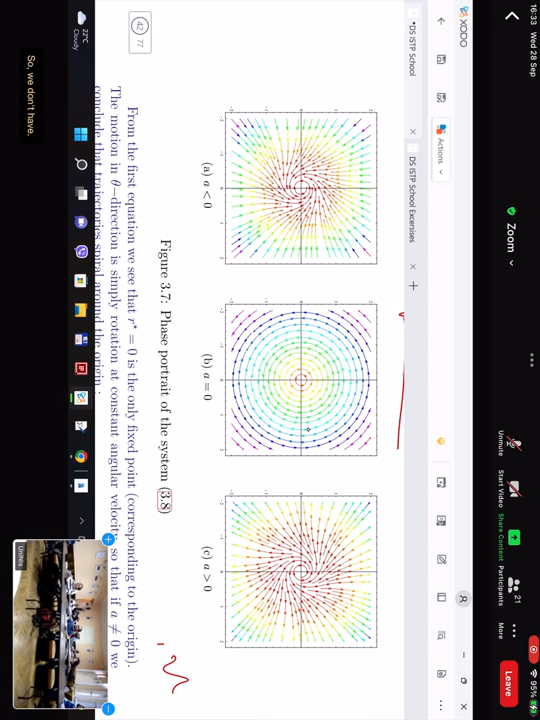 16:33 Wed 28 Sep
Zoom
Unmute
Start Video
Share Content
Participants
21
More
Leave
95%
XODO
Actions
*DS ISTP School
DS ISTP School Excersises
(a) a < 0
(b) a = 0
(c) a > 0
Figure 3.7: Phase portrait of the system (3.8)
From the first equation we see that r* = 0 is the only fixed point (corresponding to the origin).
The motion in θ−direction is simply rotation at constant angular velocity so that if a ≠ 0 we
conclude that trajectories spiral around the origin :
42 77
22°C
Cloudy
UniNis
So, we don't have.